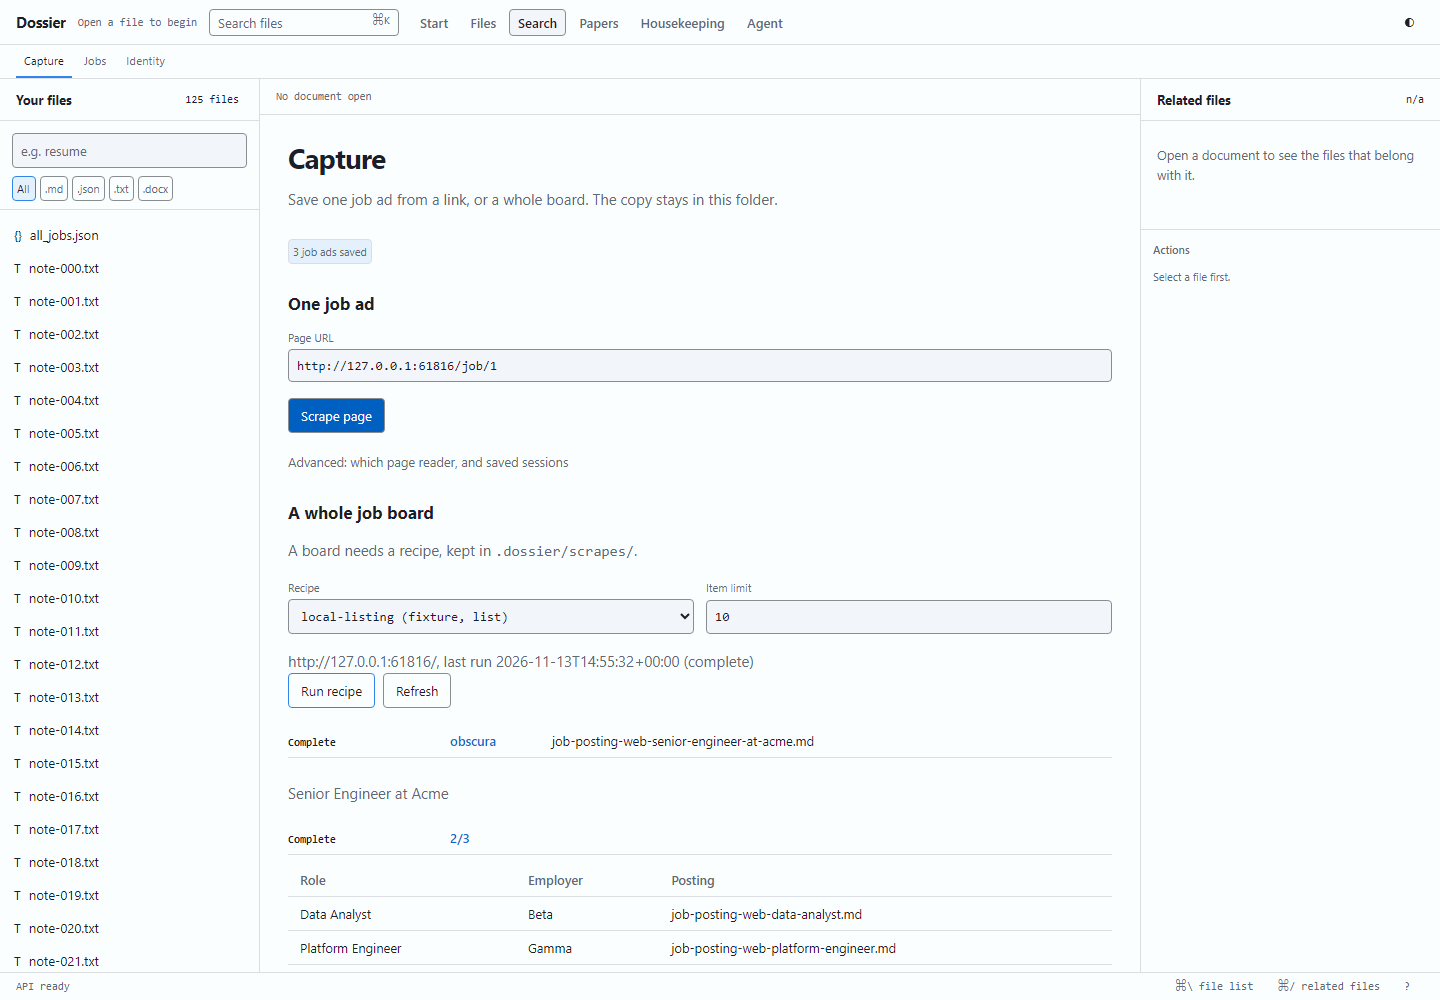 Dossier Open a file to begin Search files ⌘K Start Files Search Papers Housekeeping Agent
Capture Jobs Identity
Your files 125 files
e.g. resume
All .md .json .txt .docx
{} all_jobs.json
T note-000.txt
T note-001.txt
T note-002.txt
T note-003.txt
T note-004.txt
T note-005.txt
T note-006.txt
T note-007.txt
T note-008.txt
T note-009.txt
T note-010.txt
T note-011.txt
T note-012.txt
T note-013.txt
T note-014.txt
T note-015.txt
T note-016.txt
T note-017.txt
T note-018.txt
T note-019.txt
T note-020.txt
T note-021.txt
No document open
Capture
Save one job ad from a link, or a whole board. The copy stays in this folder.
3 job ads saved
One job ad
Page URL
http://127.0.0.1:61816/job/1
Scrape page
Advanced: which page reader, and saved sessions
A whole job board
A board needs a recipe, kept in .dossier/scrapes/.
Recipe Item limit
local-listing (fixture, list) 10
http://127.0.0.1:61816/, last run 2026-11-13T14:55:32+00:00 (complete)
Run recipe Refresh
Complete obscura job-posting-web-senior-engineer-at-acme.md
Senior Engineer at Acme
Complete 2/3
Role Employer Posting
Data Analyst Beta job-posting-web-data-analyst.md
Platform Engineer Gamma job-posting-web-platform-engineer.md
Related files n/a
Open a document to see the files that belong
with it.
Actions
Select a file first.
API ready ⌘\ file list ⌘/ related files ?